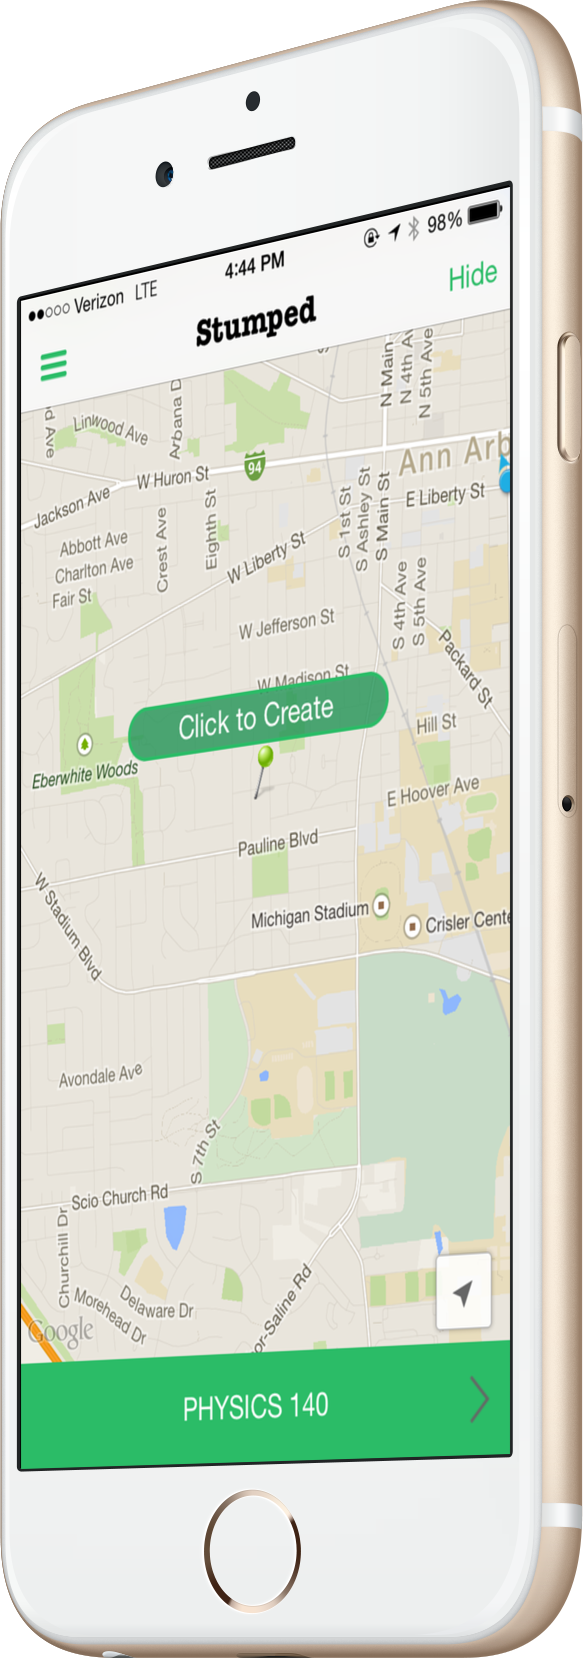 Verizon LTE
4:44 PM
98%
Stumped
Hide
Linwood Ave
Arbana D
d Ave
N Main
N 4th Av
N 5th Ave
94
Ann Arb
W Huron St
Jackson Ave
E Liberty St
Crest Ave
Eighth St
S 1st St
S Ashley St
S Main St
Abbott Ave
Charlton Ave
Fair St
W Liberty St
S 4th Ave
S 5th Ave
W Jefferson St
Packard St
W Madison St
Click to Create
Hill St
Eberwhite Woods
E Hoover Ave
Pauline Blvd
W Stadium Blvd
Michigan Stadium
Crisler Cente
Avondale Ave
S 7th St
Scio Church Rd
Churchill Dr
Morehead Dr
Delaware Dr
or-Saline Rd
Google
PHYSICS 140